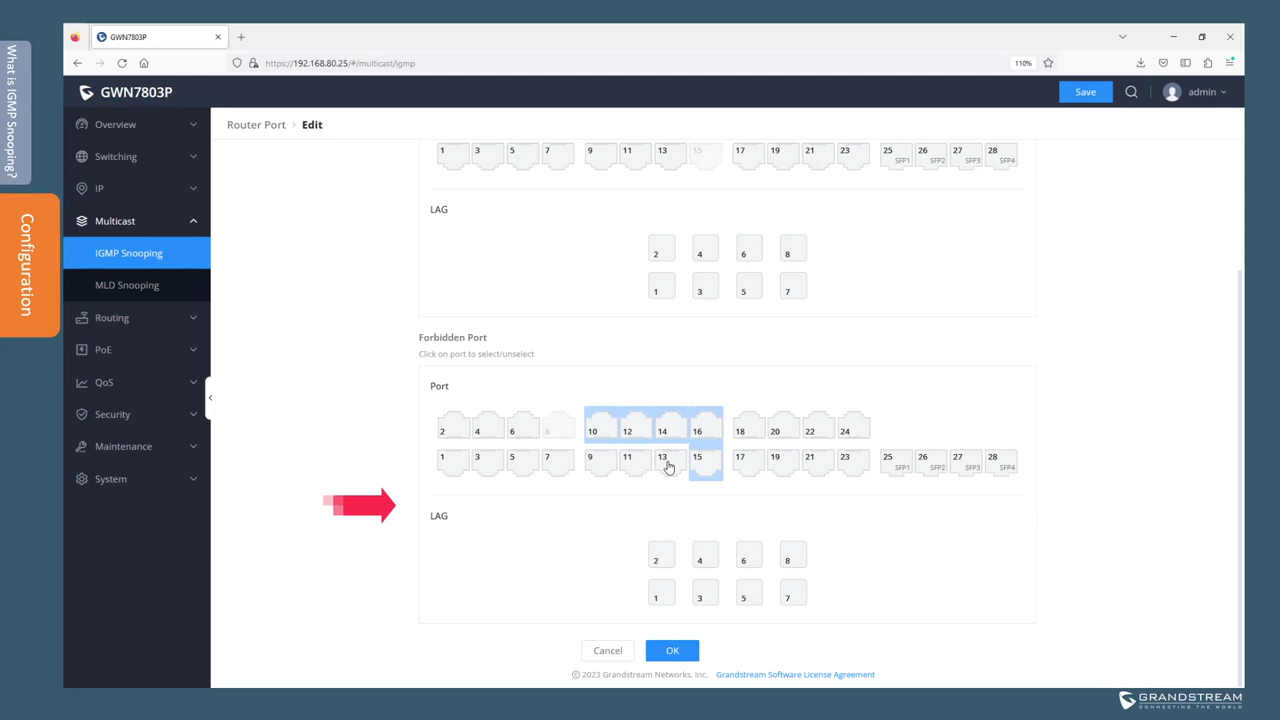 What is IGMP Snooping?
Configuration
GWN7803P
https://192.168.80.25/#/multicast/igmp
110%
GWN7803P
Save
admin
Overview
Switching
IP
Multicast
IGMP Snooping
MLD Snooping
Routing
PoE
QoS
Security
Maintenance
System
Router Port > Edit
1 3 5 7 9 11 13 15 17 19 21 23 25 SFP1 26 SFP2 27 SFP3 28 SFP4
LAG
2 4 6 8
1 3 5 7
Forbidden Port
Click on port to select/unselect
Port
2 4 6 8 10 12 14 16 18 20 22 24
1 3 5 7 9 11 13 15 17 19 21 23 25 SFP1 26 SFP2 27 SFP3 28 SFP4
LAG
2 4 6 8
1 3 5 7
Cancel OK
© 2023 Grandstream Networks, Inc. Grandstream Software License Agreement
GRANDSTREAM
CONNECTING THE WORLD